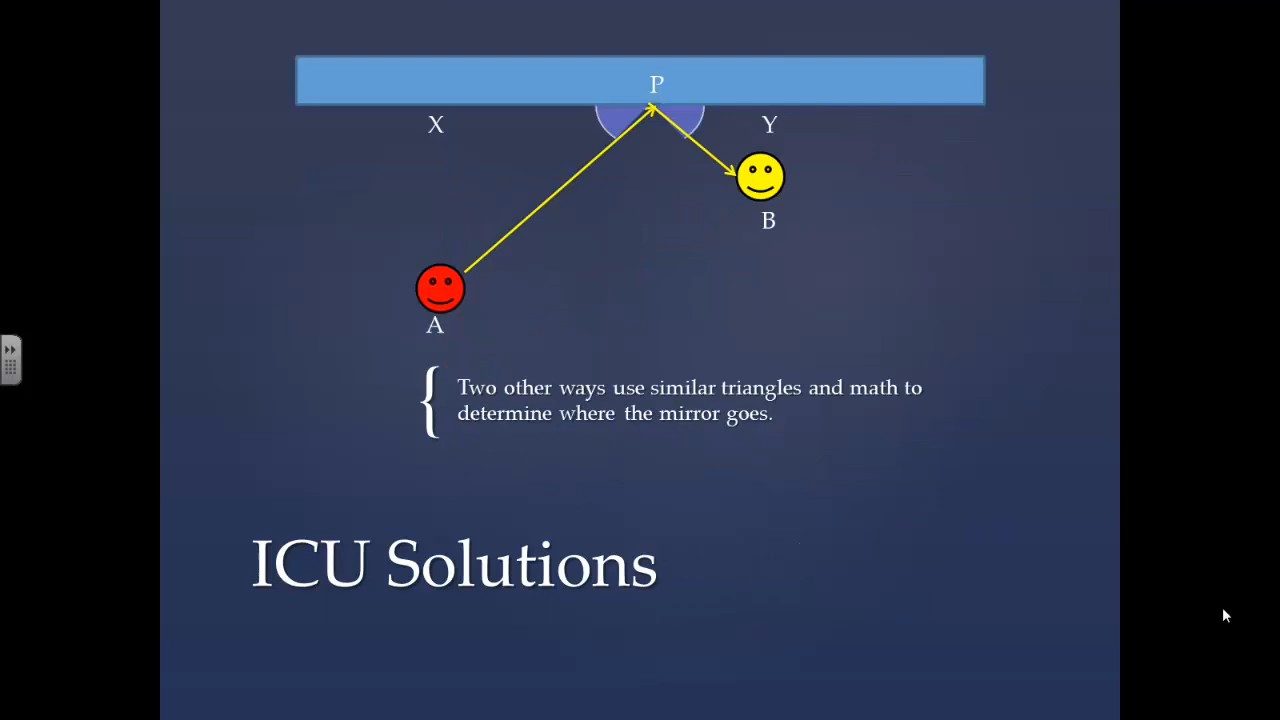 P
X
Y
B
A
Two other ways use similar triangles and math to
determine where the mirror goes.
ICU Solutions